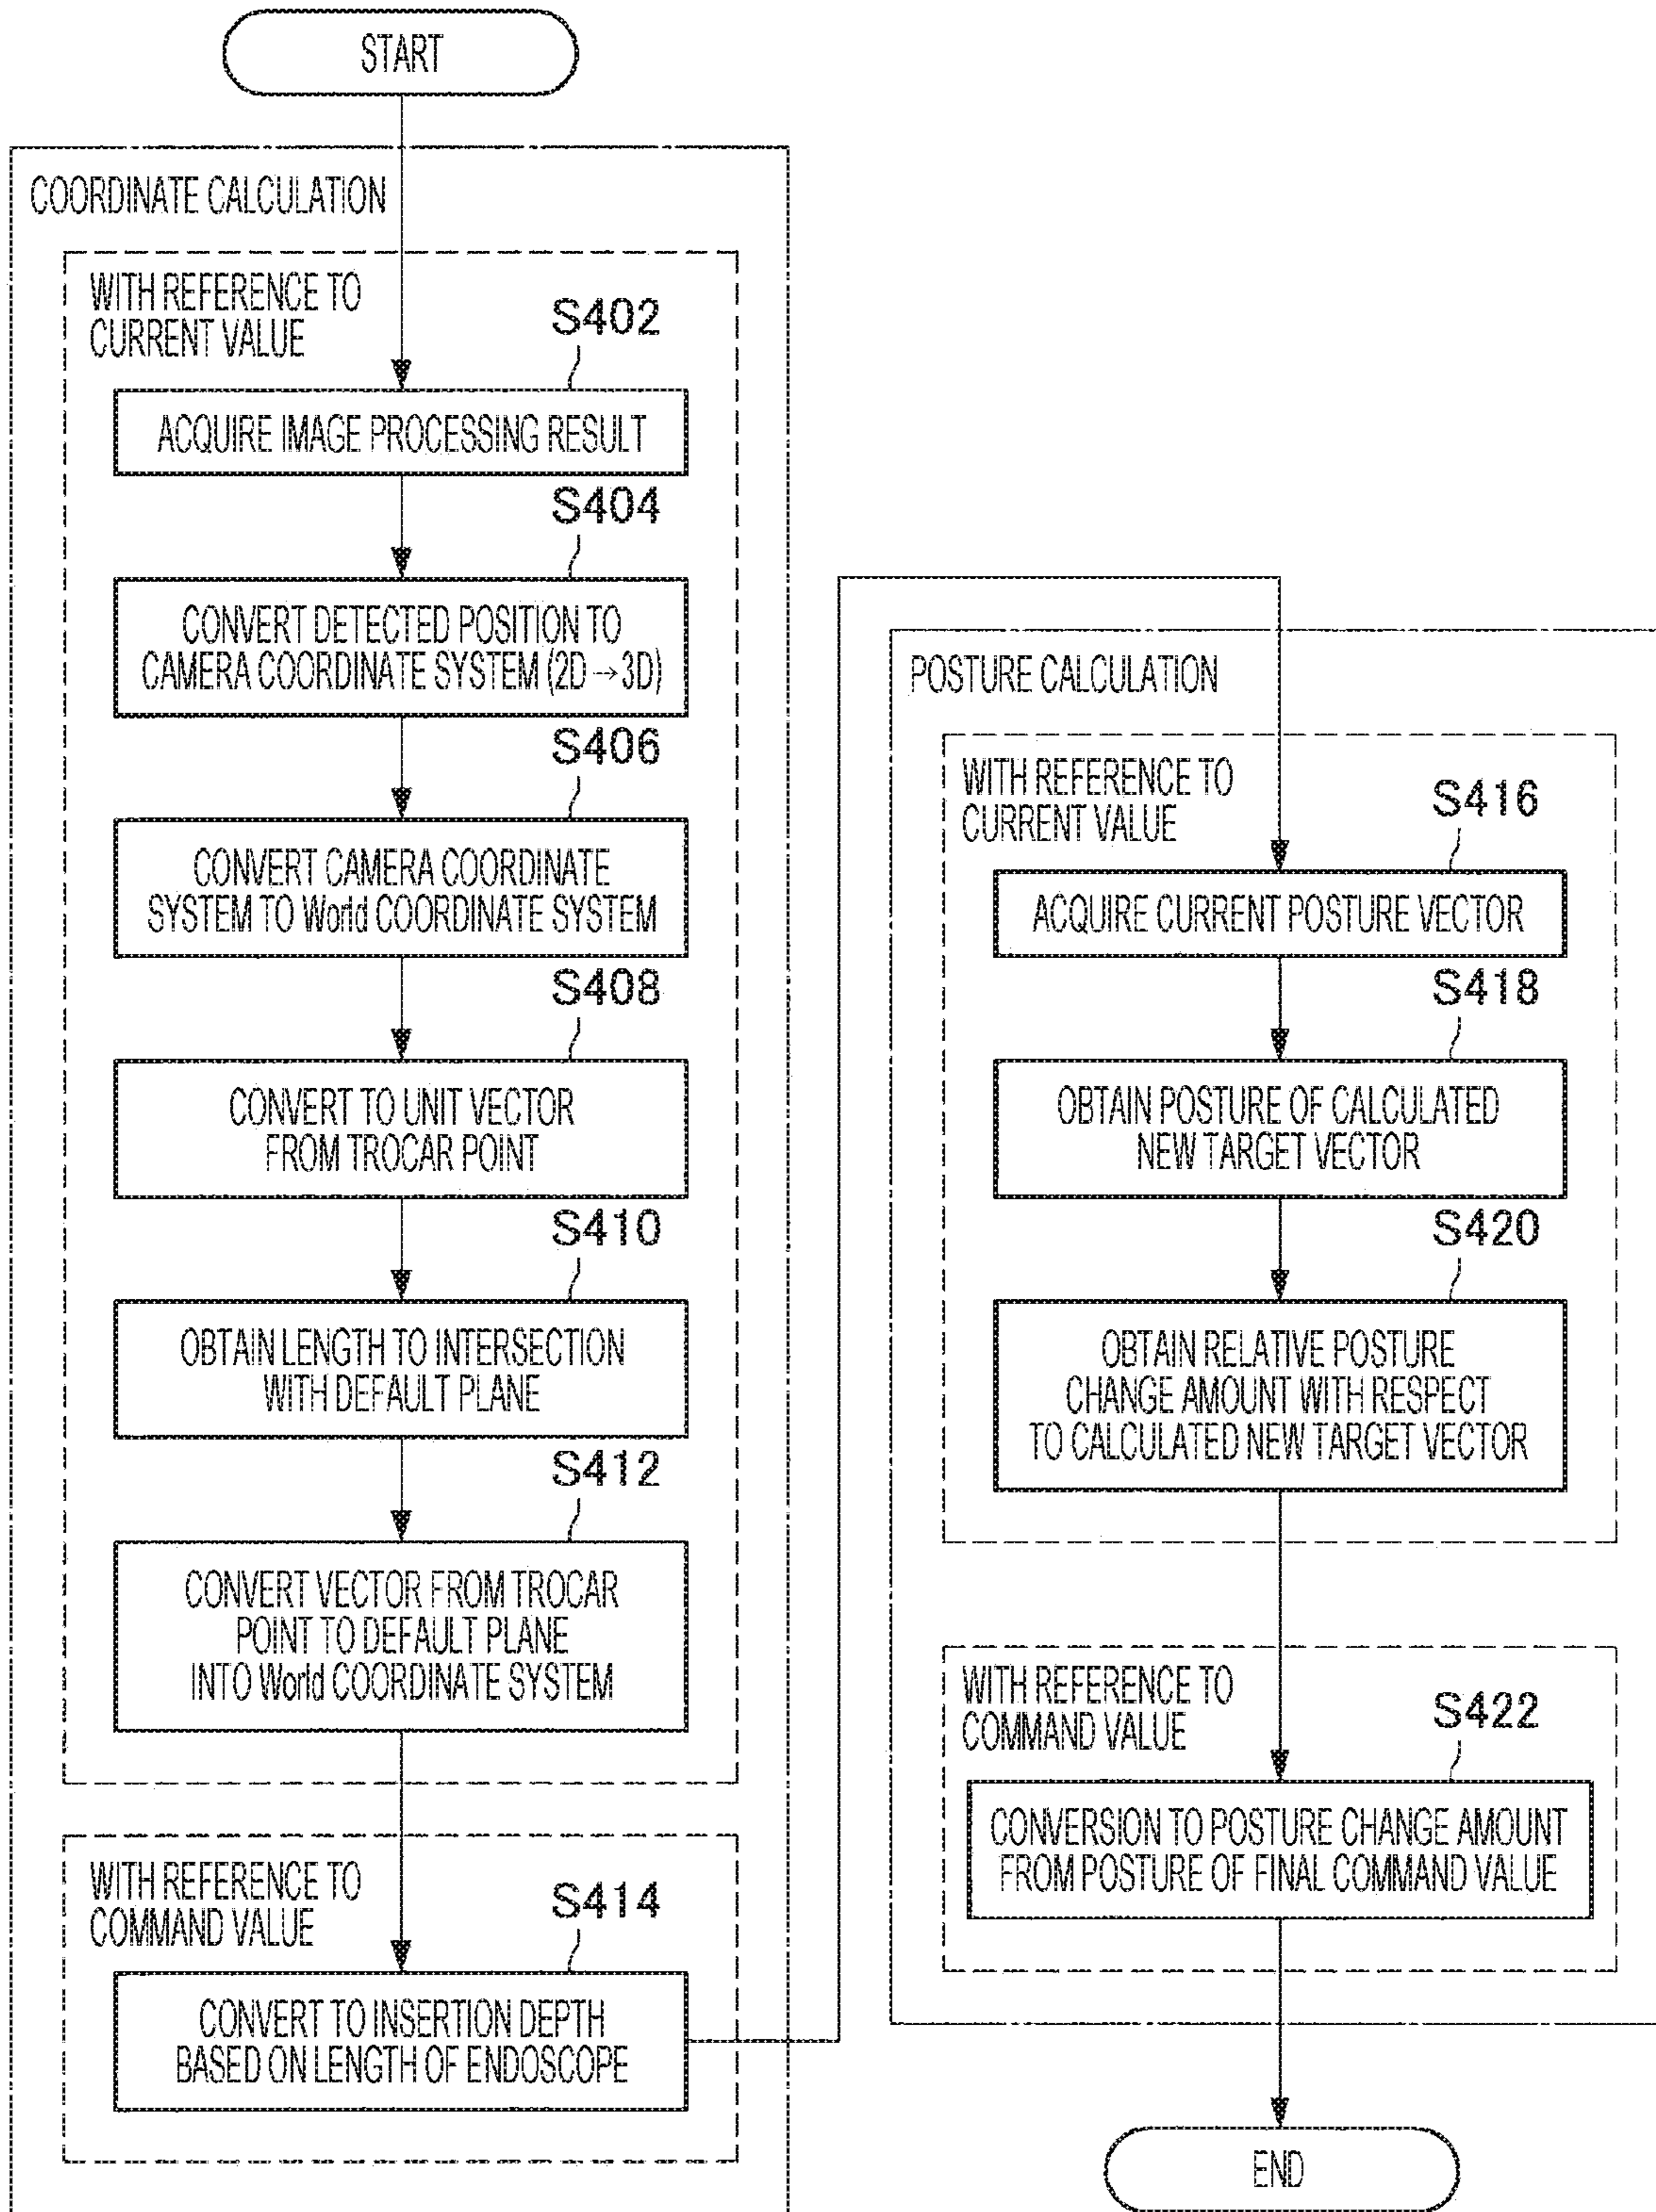 START
COORDINATE CALCULATION
WITH REFERENCE TO
CURRENT VALUE
S402
ACQUIRE IMAGE PROCESSING RESULT
S404
CONVERT DETECTED POSITION TO
CAMERA COORDINATE SYSTEM (2D→3D)
S406
CONVERT CAMERA COORDINATE
SYSTEM TO World COORDINATE SYSTEM
S408
CONVERT TO UNIT VECTOR
FROM TROCAR POINT
S410
OBTAIN LENGTH TO INTERSECTION
WITH DEFAULT PLANE
S412
CONVERT VECTOR FROM TROCAR
POINT TO DEFAULT PLANE
INTO World COORDINATE SYSTEM
WITH REFERENCE TO
COMMAND VALUE
S414
CONVERT TO INSERTION DEPTH
BASED ON LENGTH OF ENDOSCOPE
POSTURE CALCULATION
WITH REFERENCE TO
CURRENT VALUE
S416
ACQUIRE CURRENT POSTURE VECTOR
S418
OBTAIN POSTURE OF CALCULATED
NEW TARGET VECTOR
S420
OBTAIN RELATIVE POSTURE
CHANGE AMOUNT WITH RESPECT
TO CALCULATED NEW TARGET VECTOR
WITH REFERENCE TO
COMMAND VALUE
S422
CONVERSION TO POSTURE CHANGE AMOUNT
FROM POSTURE OF FINAL COMMAND VALUE
END